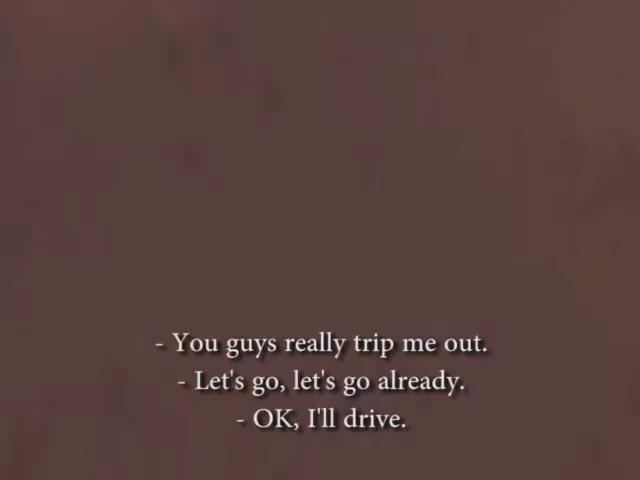 - You guys really trip me out.
- Let's go, let's go already.
- OK, I'll drive.